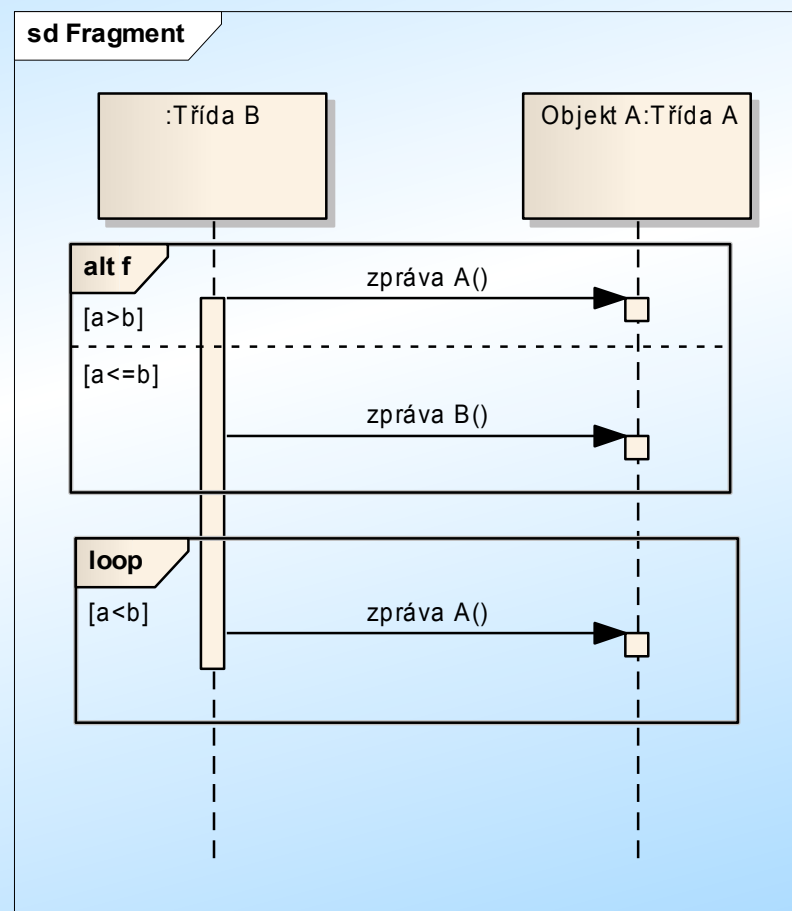 sd Fragment
:Třída B
Objekt A:Třída A
alt f
zpráva A()
[a>b]
[a<=b]
zpráva B()
loop
[a<b]
zpráva A()